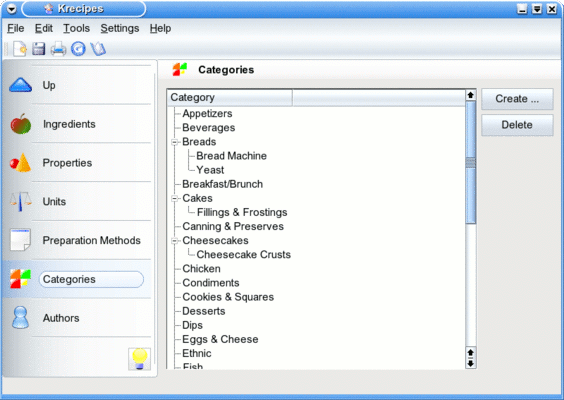 Krecipes
File Edit Tools Settings Help
Up
Ingredients
Properties
Units
Preparation Methods
Categories
Authors
Categories
Category
Appetizers
Beverages
Breads
Bread Machine
Yeast
Breakfast/Brunch
Cakes
Fillings & Frostings
Canning & Preserves
Cheesecakes
Cheesecake Crusts
Chicken
Condiments
Cookies & Squares
Desserts
Dips
Eggs & Cheese
Ethnic
Fish
Create ...
Delete